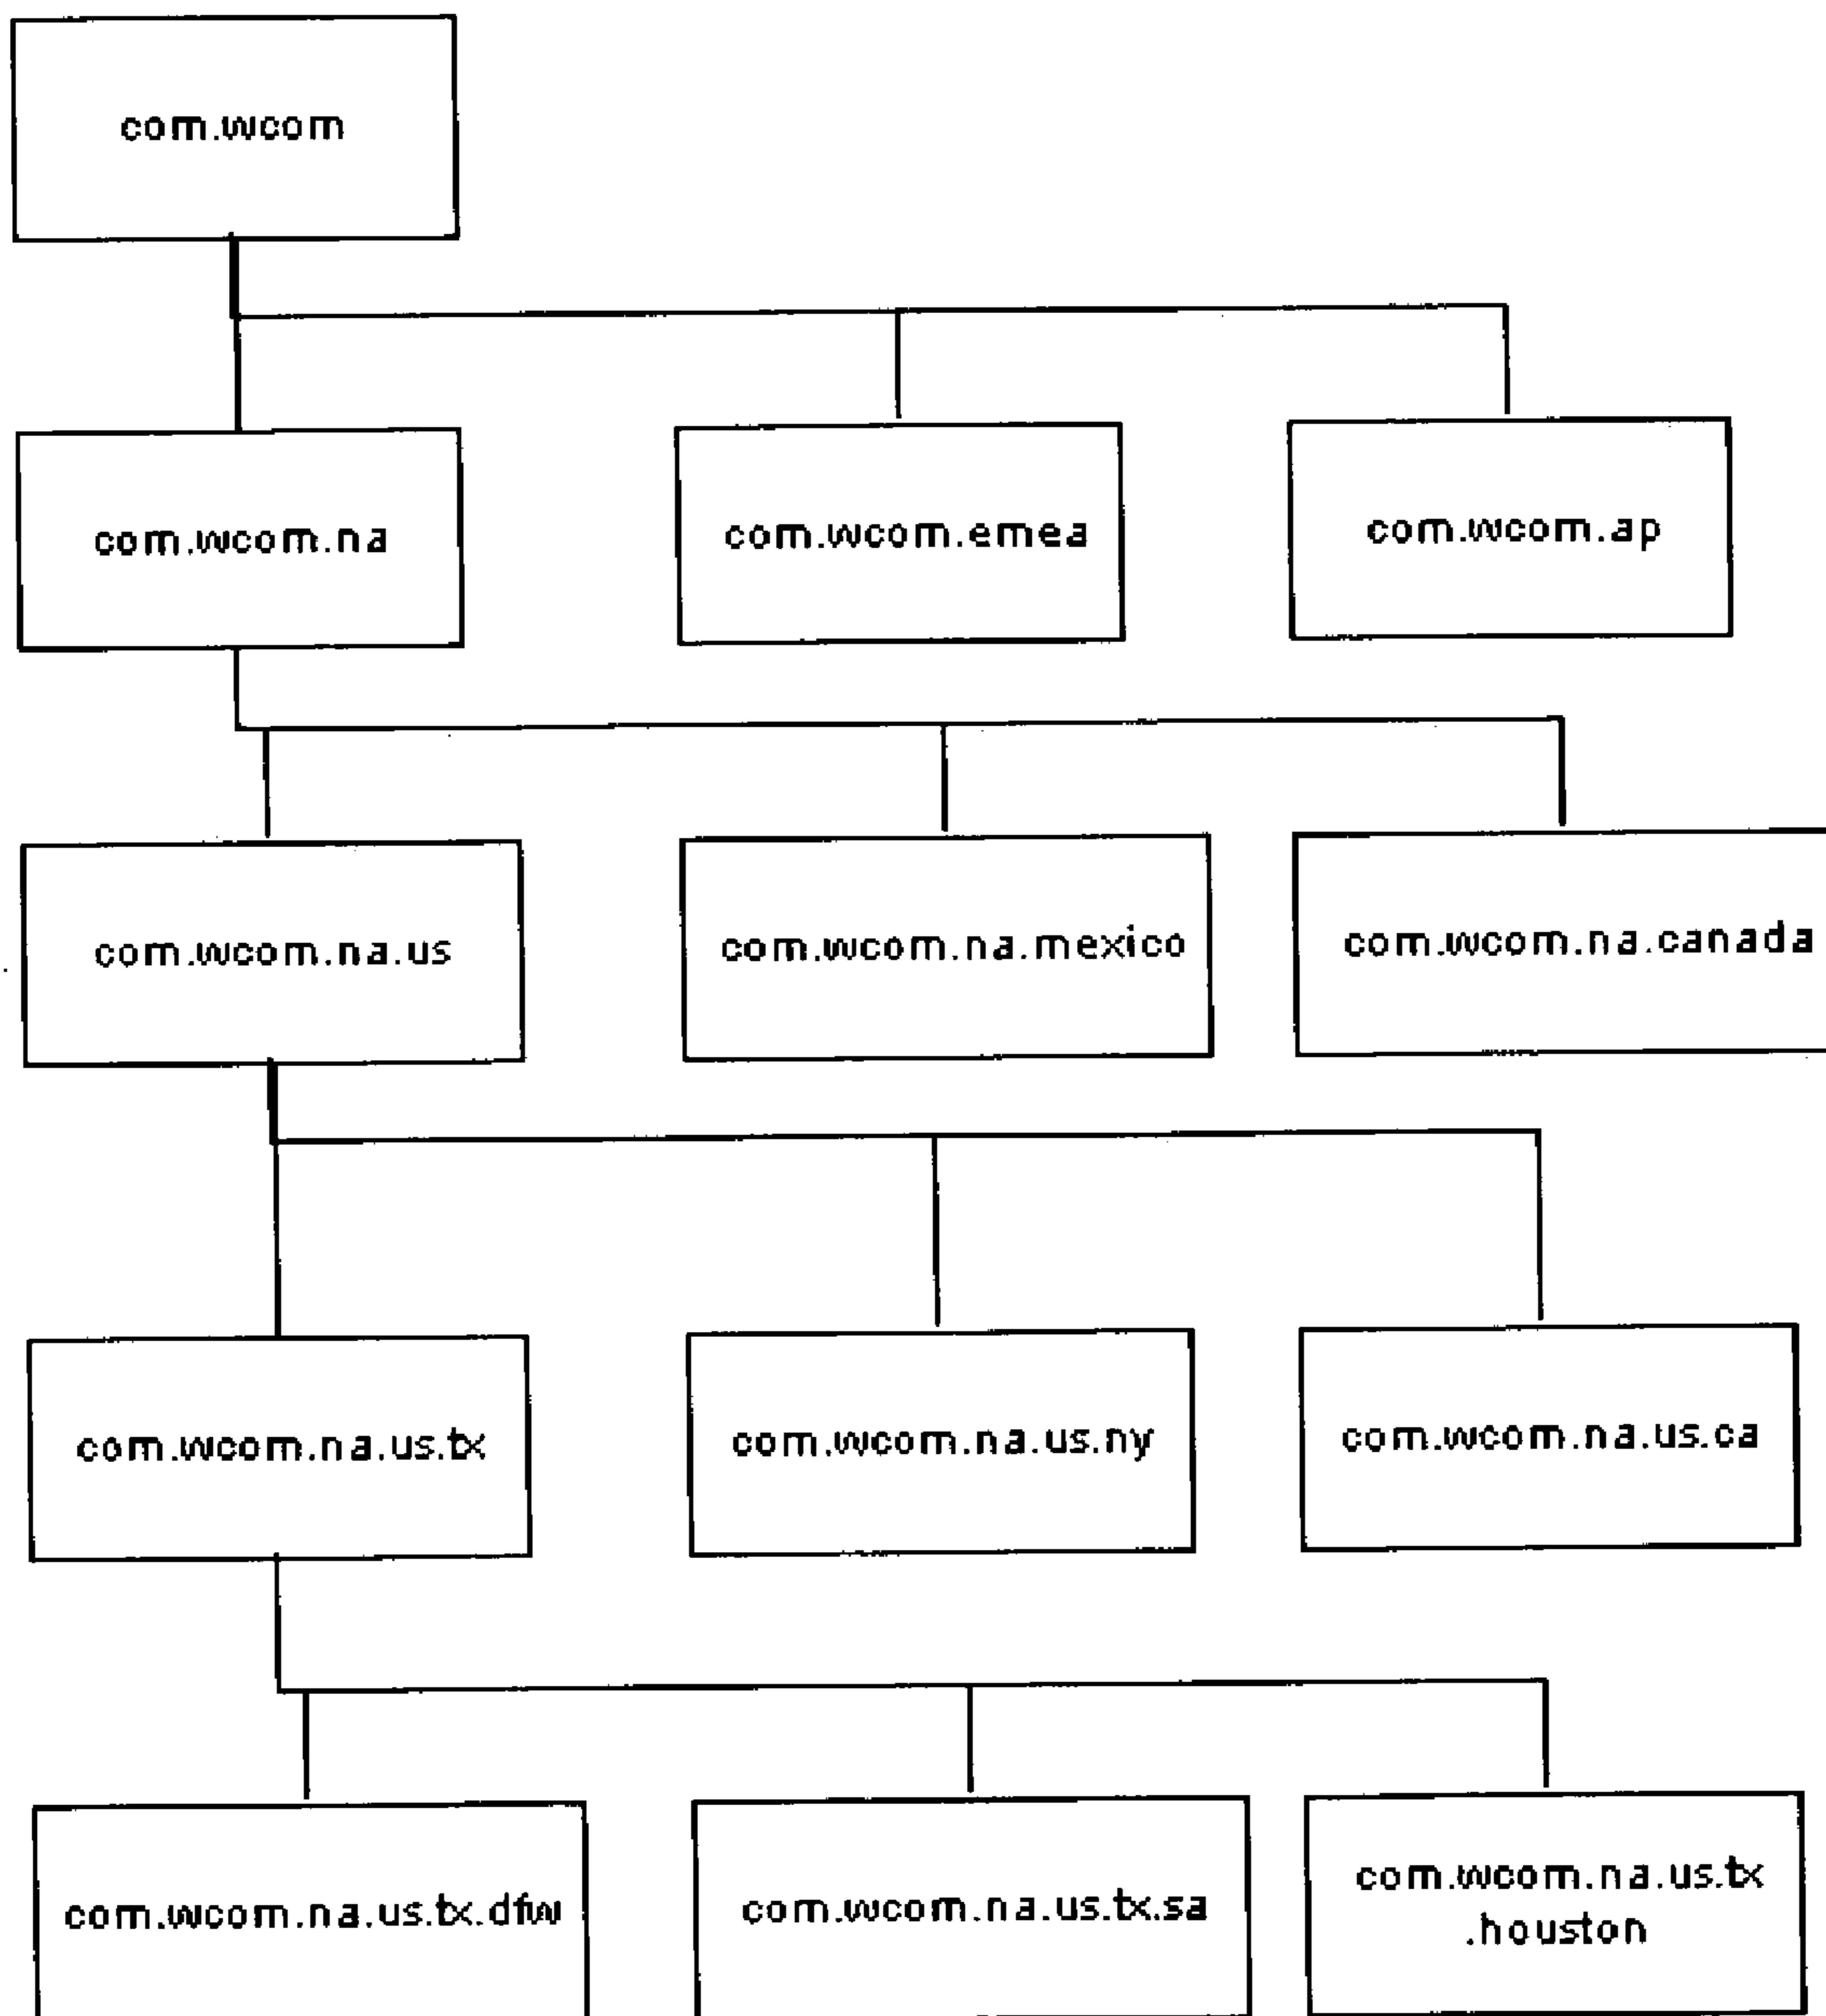 com.wcom
com.wcom.na
com.wcom.emea
com.wcom.ap
com.wcom.na.us
com.wcom.na.mexico
com.wcom.na.canada
com.wcom.na.us.tx
com.wcom.na.us.ny
com.wcom.na.us.ca
com.wcom.na.us.tx.dfw
com.wcom.na.us.tx.sa
com.wcom.na.us.tx
.houston